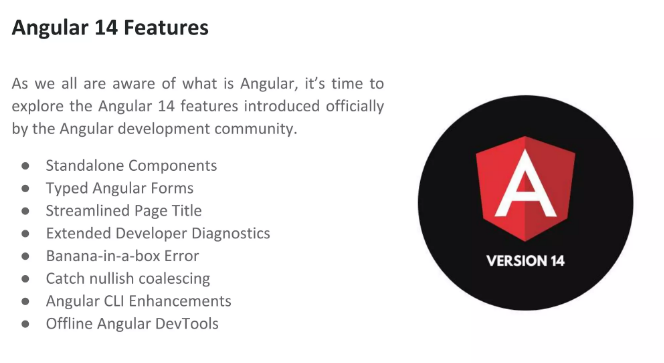 Angular 14 Features
As we all are aware of what is Angular, it's time to
explore the Angular 14 features introduced officially
by the Angular development community.
● Standalone Components
● Typed Angular Forms
● Streamlined Page Title
● Extended Developer Diagnostics
● Banana-in-a-box Error
● Catch nullish coalescing
● Angular CLI Enhancements
● Offline Angular DevTools
A
VERSION 14